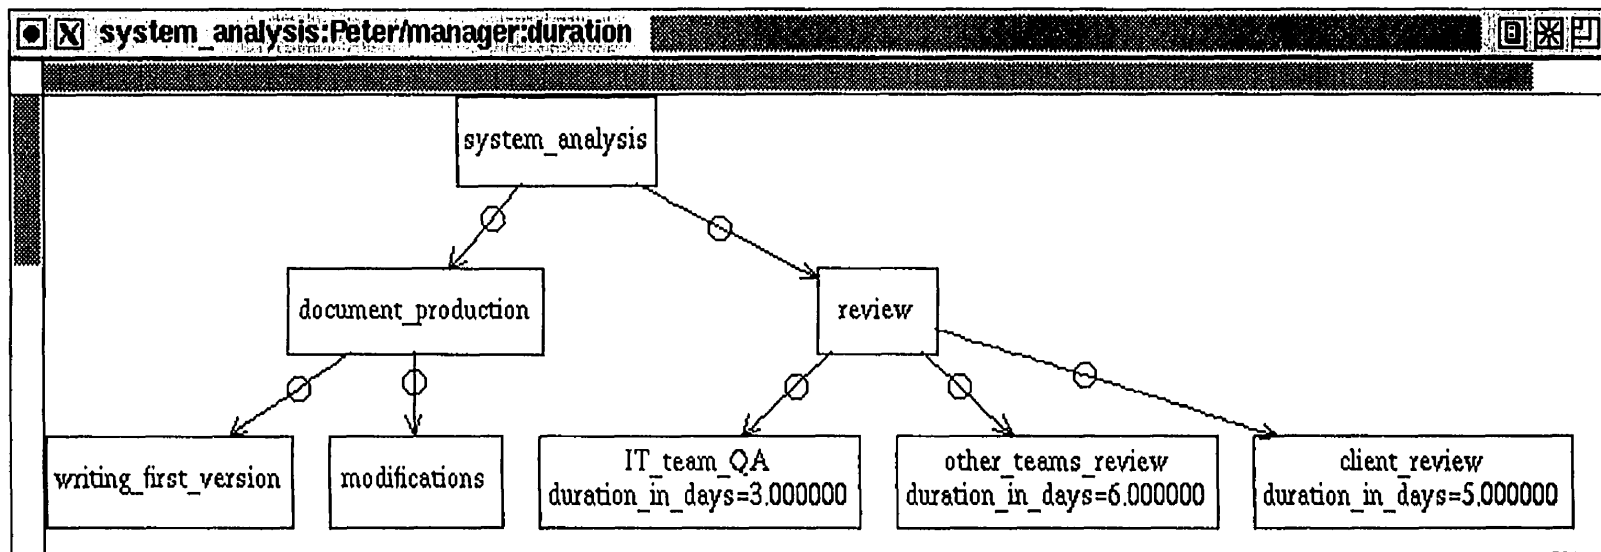 system_analysis:Peter/manager:duration
system_analysis
document_production
review
writing_first_version
modifications
IT_team_QA
duration_in_days=3.000000
other_teams_review
duration_in_days=6.000000
client_review
duration_in_days=5.000000